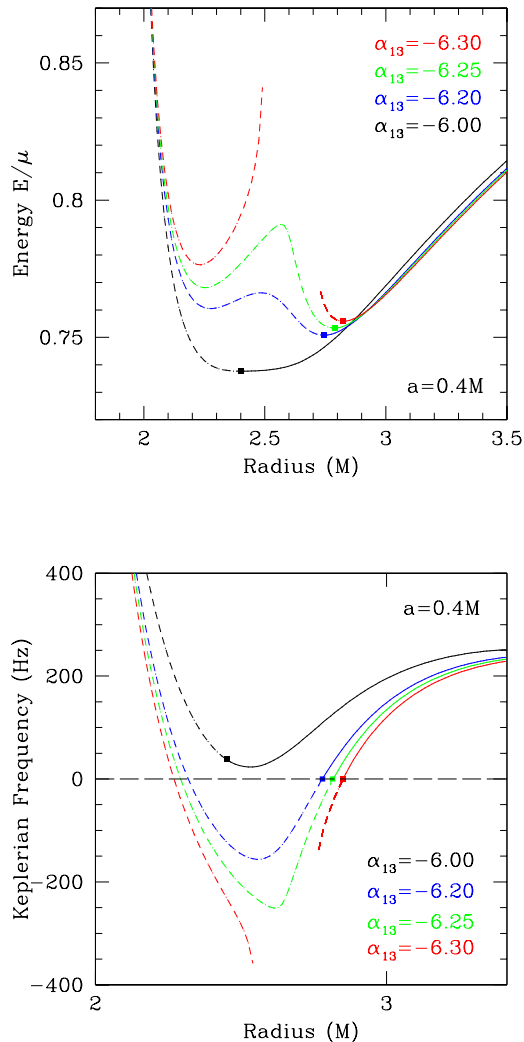 0.85
0.8
0.75
Energy E/μ
α₁₃=−6.30
α₁₃=−6.25
α₁₃=−6.20
α₁₃=−6.00
a=0.4M
2
2.5
3
3.5
Radius (M)
400
200
0
−200
−400
Keplerian Frequency (Hz)
a=0.4M
α₁₃=−6.00
α₁₃=−6.20
α₁₃=−6.25
α₁₃=−6.30
2
3
Radius (M)